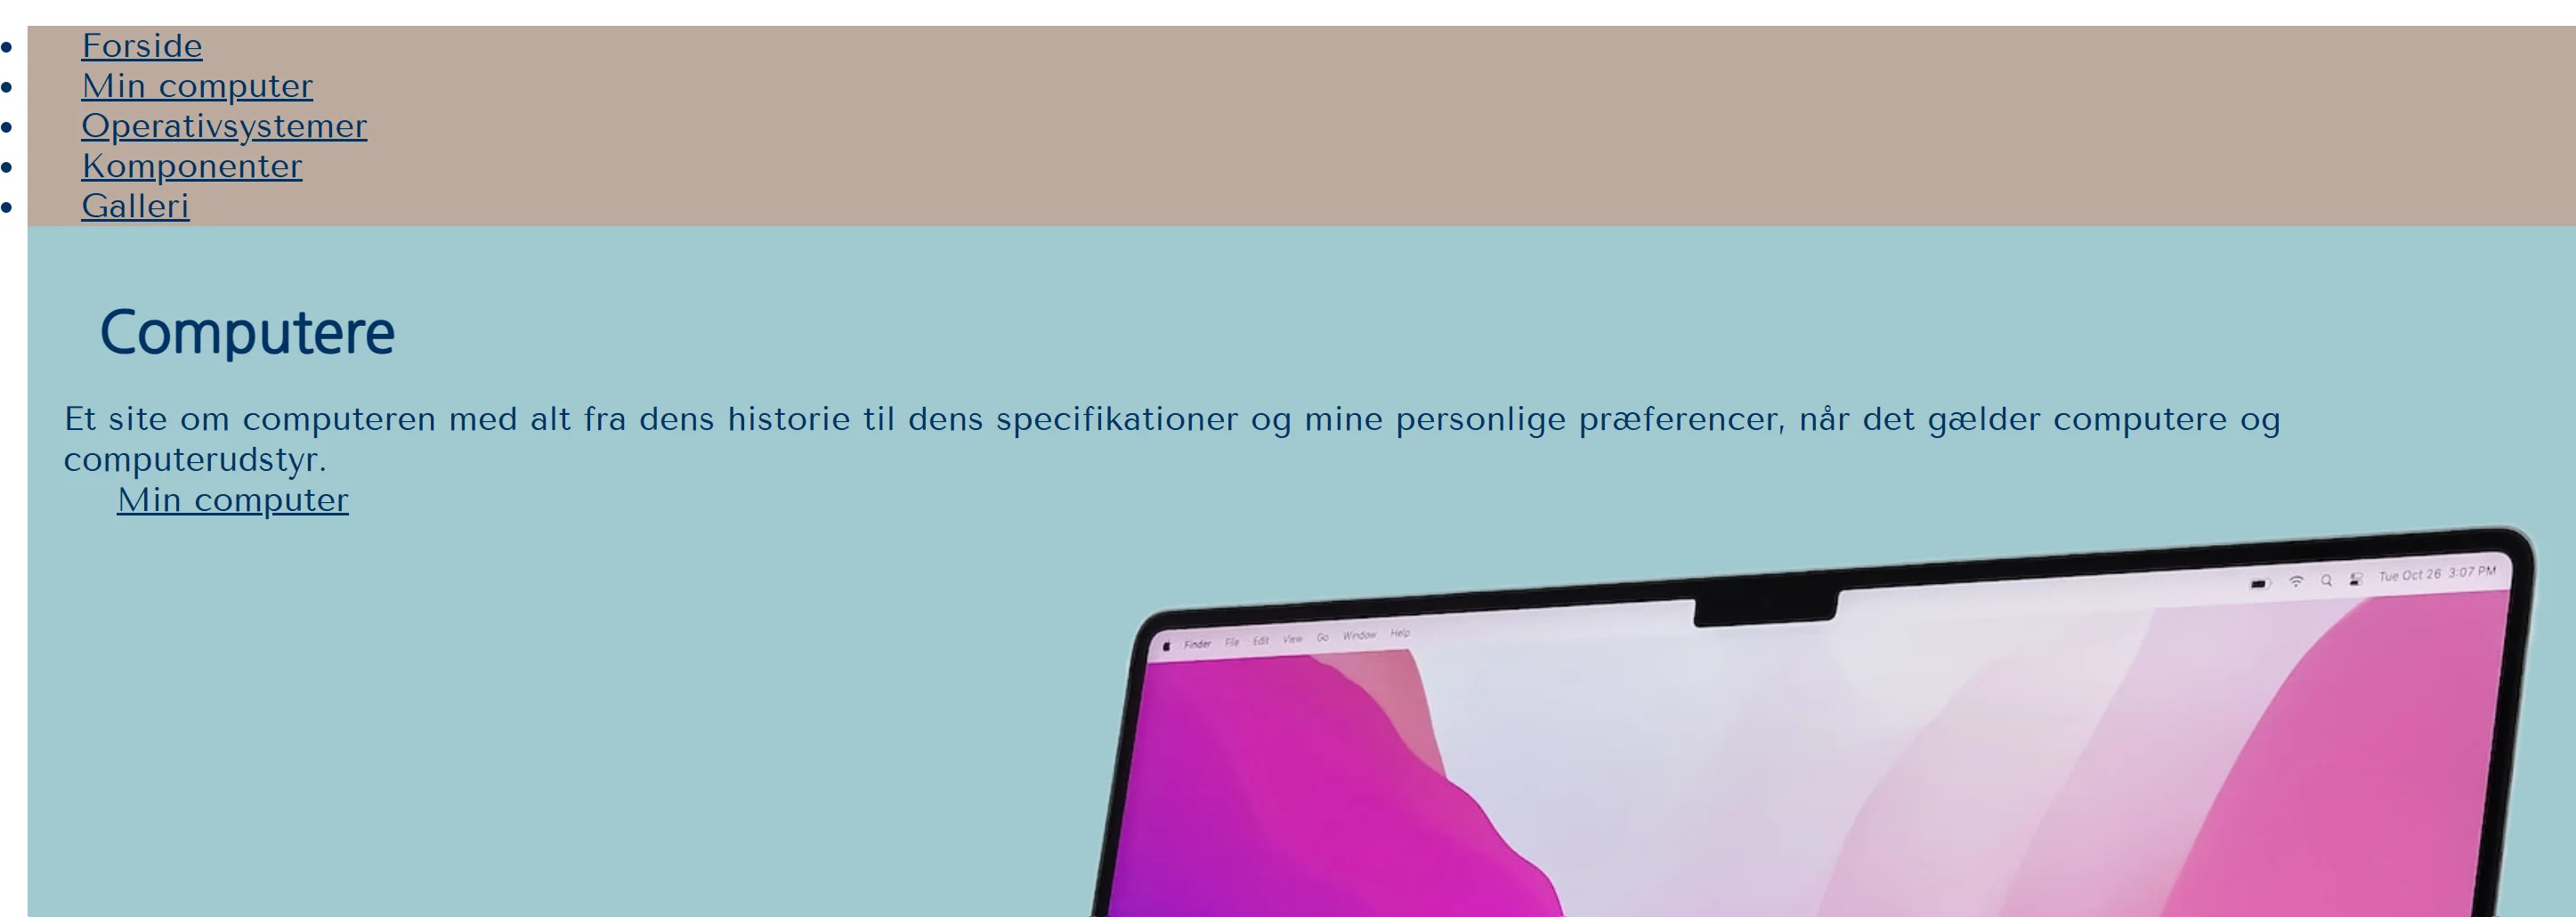 Forside
Min computer
Operativsystemer
Komponenter
Galleri
Computere
Et site om computeren med alt fra dens historie til dens specifikationer og mine personlige præferencer, når det gælder computere og
computerudstyr.
Min computer
Tue Oct 26 3:07 PM
Finder File Edit View Go Window Help